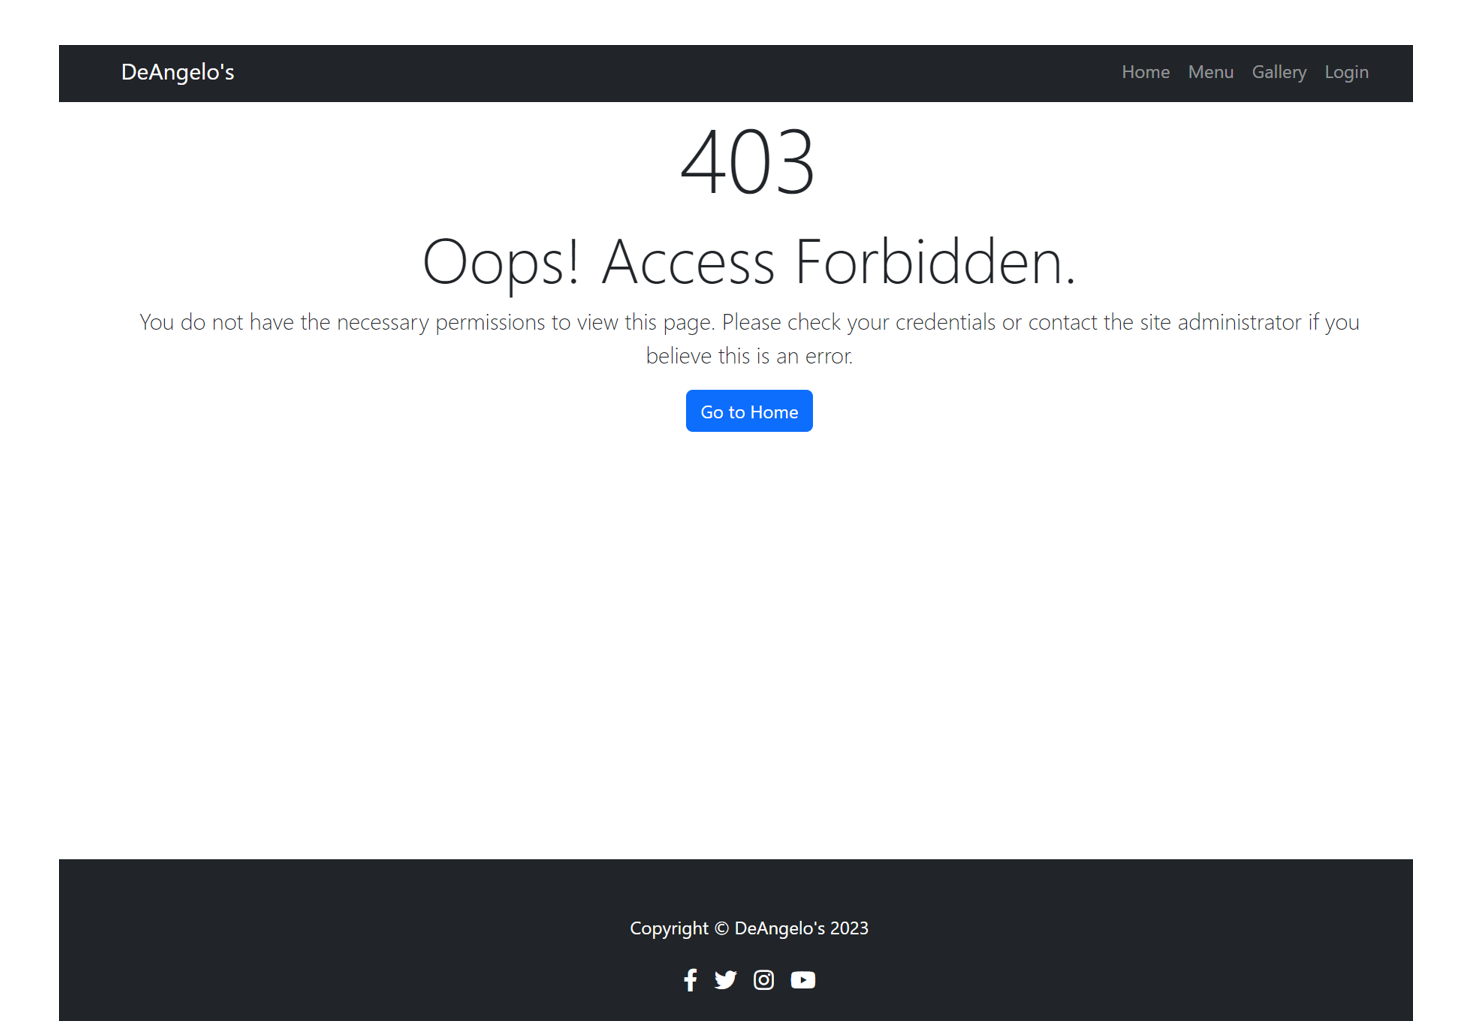 DeAngelo's
Home Menu Gallery Login
403
Oops! Access Forbidden.
You do not have the necessary permissions to view this page. Please check your credentials or contact the site administrator if you
believe this is an error.
Go to Home
Copyright © DeAngelo's 2023